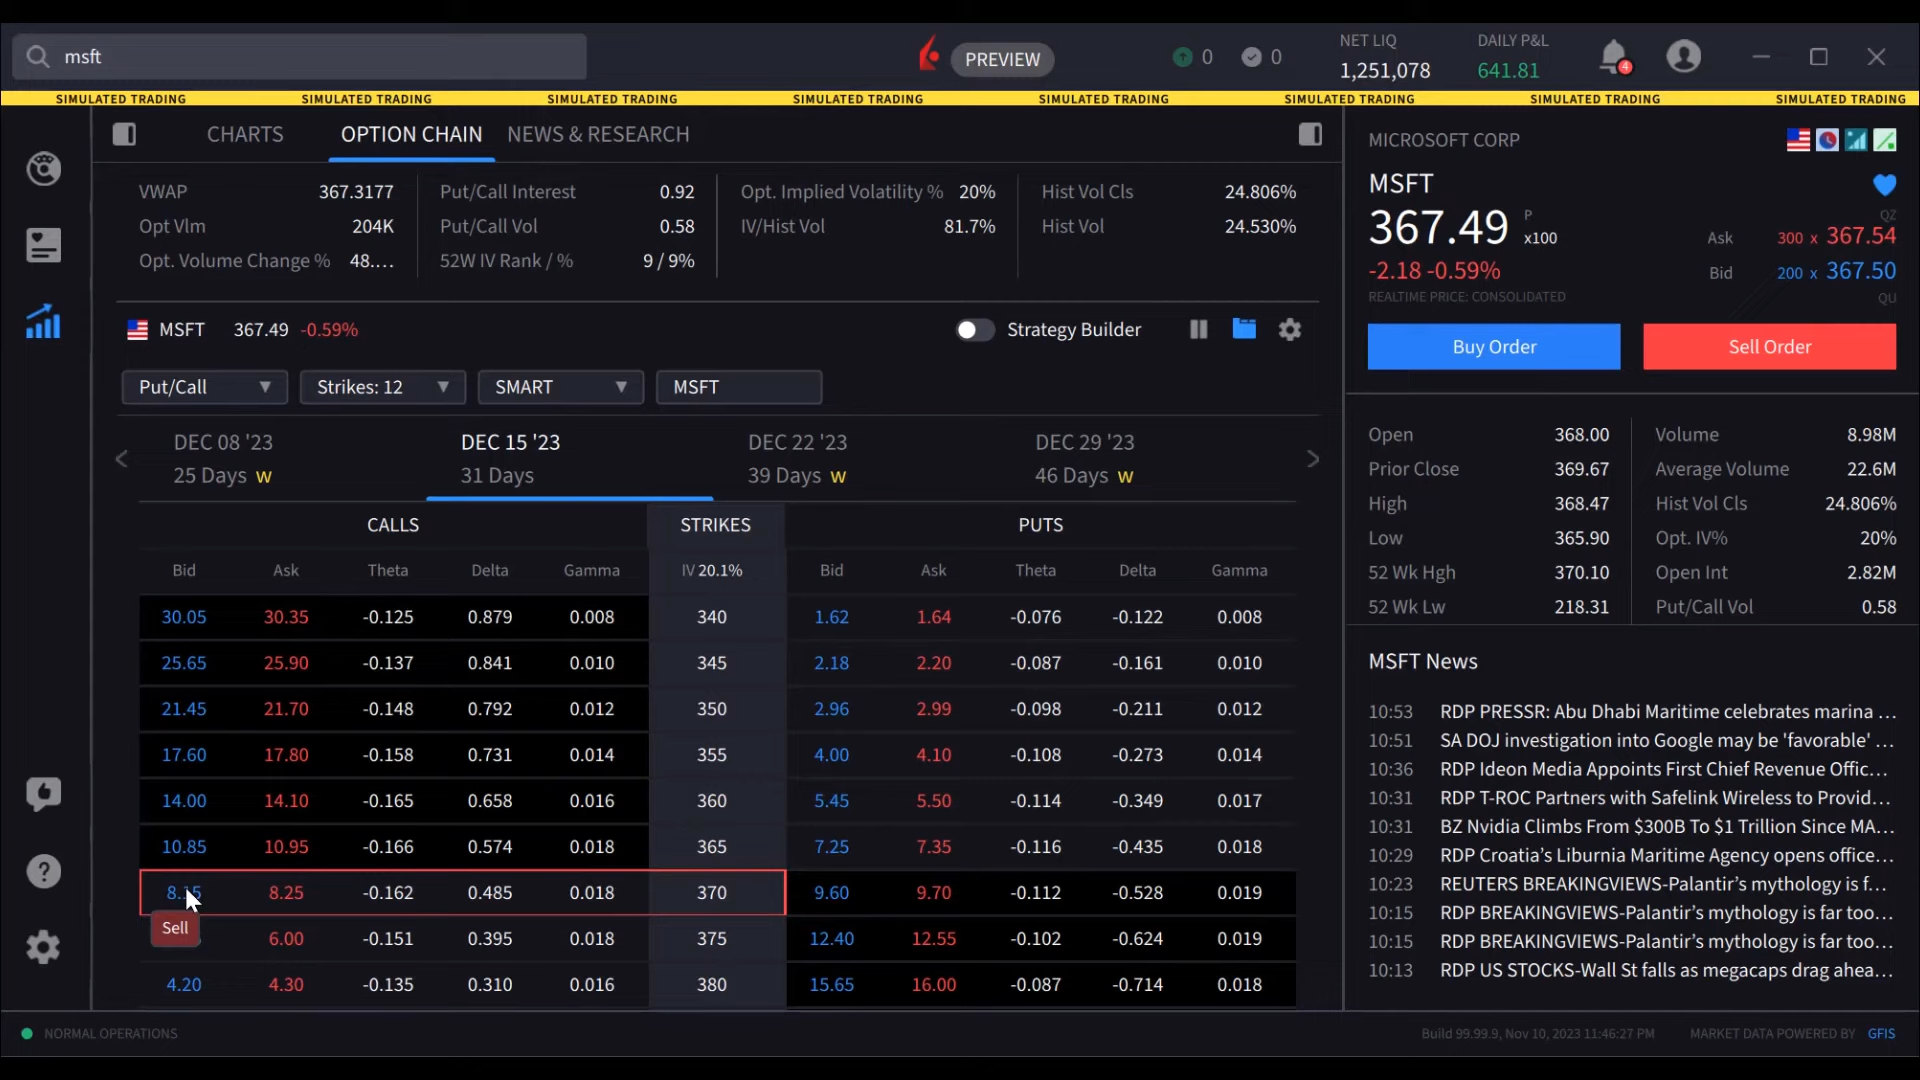 msft
PREVIEW
0
0
NET LIQ
1,251,078
DAILY P&L
641.81
4
SIMULATED TRADING SIMULATED TRADING SIMULATED TRADING SIMULATED TRADING SIMULATED TRADING SIMULATED TRADING SIMULATED TRADING SIMULATED TRADING
CHARTS OPTION CHAIN NEWS & RESEARCH
VWAP 367.3177 Put/Call Interest 0.92 Opt. Implied Volatility % 20% Hist Vol Cls 24.806%
Opt Vlm 204K Put/Call Vol 0.58 IV/Hist Vol 81.7% Hist Vol 24.530%
Opt. Volume Change % 48.... 52W IV Rank / % 9 / 9%
MSFT 367.49 -0.59% Strategy Builder
Put/Call Strikes: 12 SMART MSFT
DEC 08 '23 DEC 15 '23 DEC 22 '23 DEC 29 '23
25 Days W 31 Days 39 Days W 46 Days W
CALLS STRIKES PUTS
Bid Ask Theta Delta Gamma IV 20.1% Bid Ask Theta Delta Gamma
30.05 30.35 -0.125 0.879 0.008 340 1.62 1.64 -0.076 -0.122 0.008
25.65 25.90 -0.137 0.841 0.010 345 2.18 2.20 -0.087 -0.161 0.010
21.45 21.70 -0.148 0.792 0.012 350 2.96 2.99 -0.098 -0.211 0.012
17.60 17.80 -0.158 0.731 0.014 355 4.00 4.10 -0.108 -0.273 0.014
14.00 14.10 -0.165 0.658 0.016 360 5.45 5.50 -0.114 -0.349 0.017
10.85 10.95 -0.166 0.574 0.018 365 7.25 7.35 -0.116 -0.435 0.018
8.15 8.25 -0.162 0.485 0.018 370 9.60 9.70 -0.112 -0.528 0.019
Sell
6.00 -0.151 0.395 0.018 375 12.40 12.55 -0.102 -0.624 0.019
4.20 4.30 -0.135 0.310 0.016 380 15.65 16.00 -0.087 -0.714 0.018
MICROSOFT CORP
MSFT
367.49 P x100
-2.18 -0.59%
REALTIME PRICE: CONSOLIDATED
QZ
Ask 300 x 367.54
Bid 200 x 367.50
QU
Buy Order Sell Order
Open 368.00 Volume 8.98M
Prior Close 369.67 Average Volume 22.6M
High 368.47 Hist Vol Cls 24.806%
Low 365.90 Opt. IV% 20%
52 Wk Hgh 370.10 Open Int 2.82M
52 Wk Lw 218.31 Put/Call Vol 0.58
MSFT News
10:53 RDP PRESSR: Abu Dhabi Maritime celebrates marina ...
10:51 SA DOJ investigation into Google may be 'favorable' ...
10:36 RDP Ideon Media Appoints First Chief Revenue Offic...
10:31 RDP T-ROC Partners with Safelink Wireless to Provid...
10:31 BZ Nvidia Climbs From $300B To $1 Trillion Since MA...
10:29 RDP Croatia’s Liburnia Maritime Agency opens office...
10:23 REUTERS BREAKINGVIEWS-Palantir’s mythology is f...
10:15 RDP BREAKINGVIEWS-Palantir’s mythology is far too...
10:15 RDP BREAKINGVIEWS-Palantir’s mythology is far too...
10:13 RDP US STOCKS-Wall St falls as megacaps drag ahea...
NORMAL OPERATIONS
Build 99.99.9, Nov 10, 2023 11:46:27 PM
MARKET DATA POWERED BY GFIS